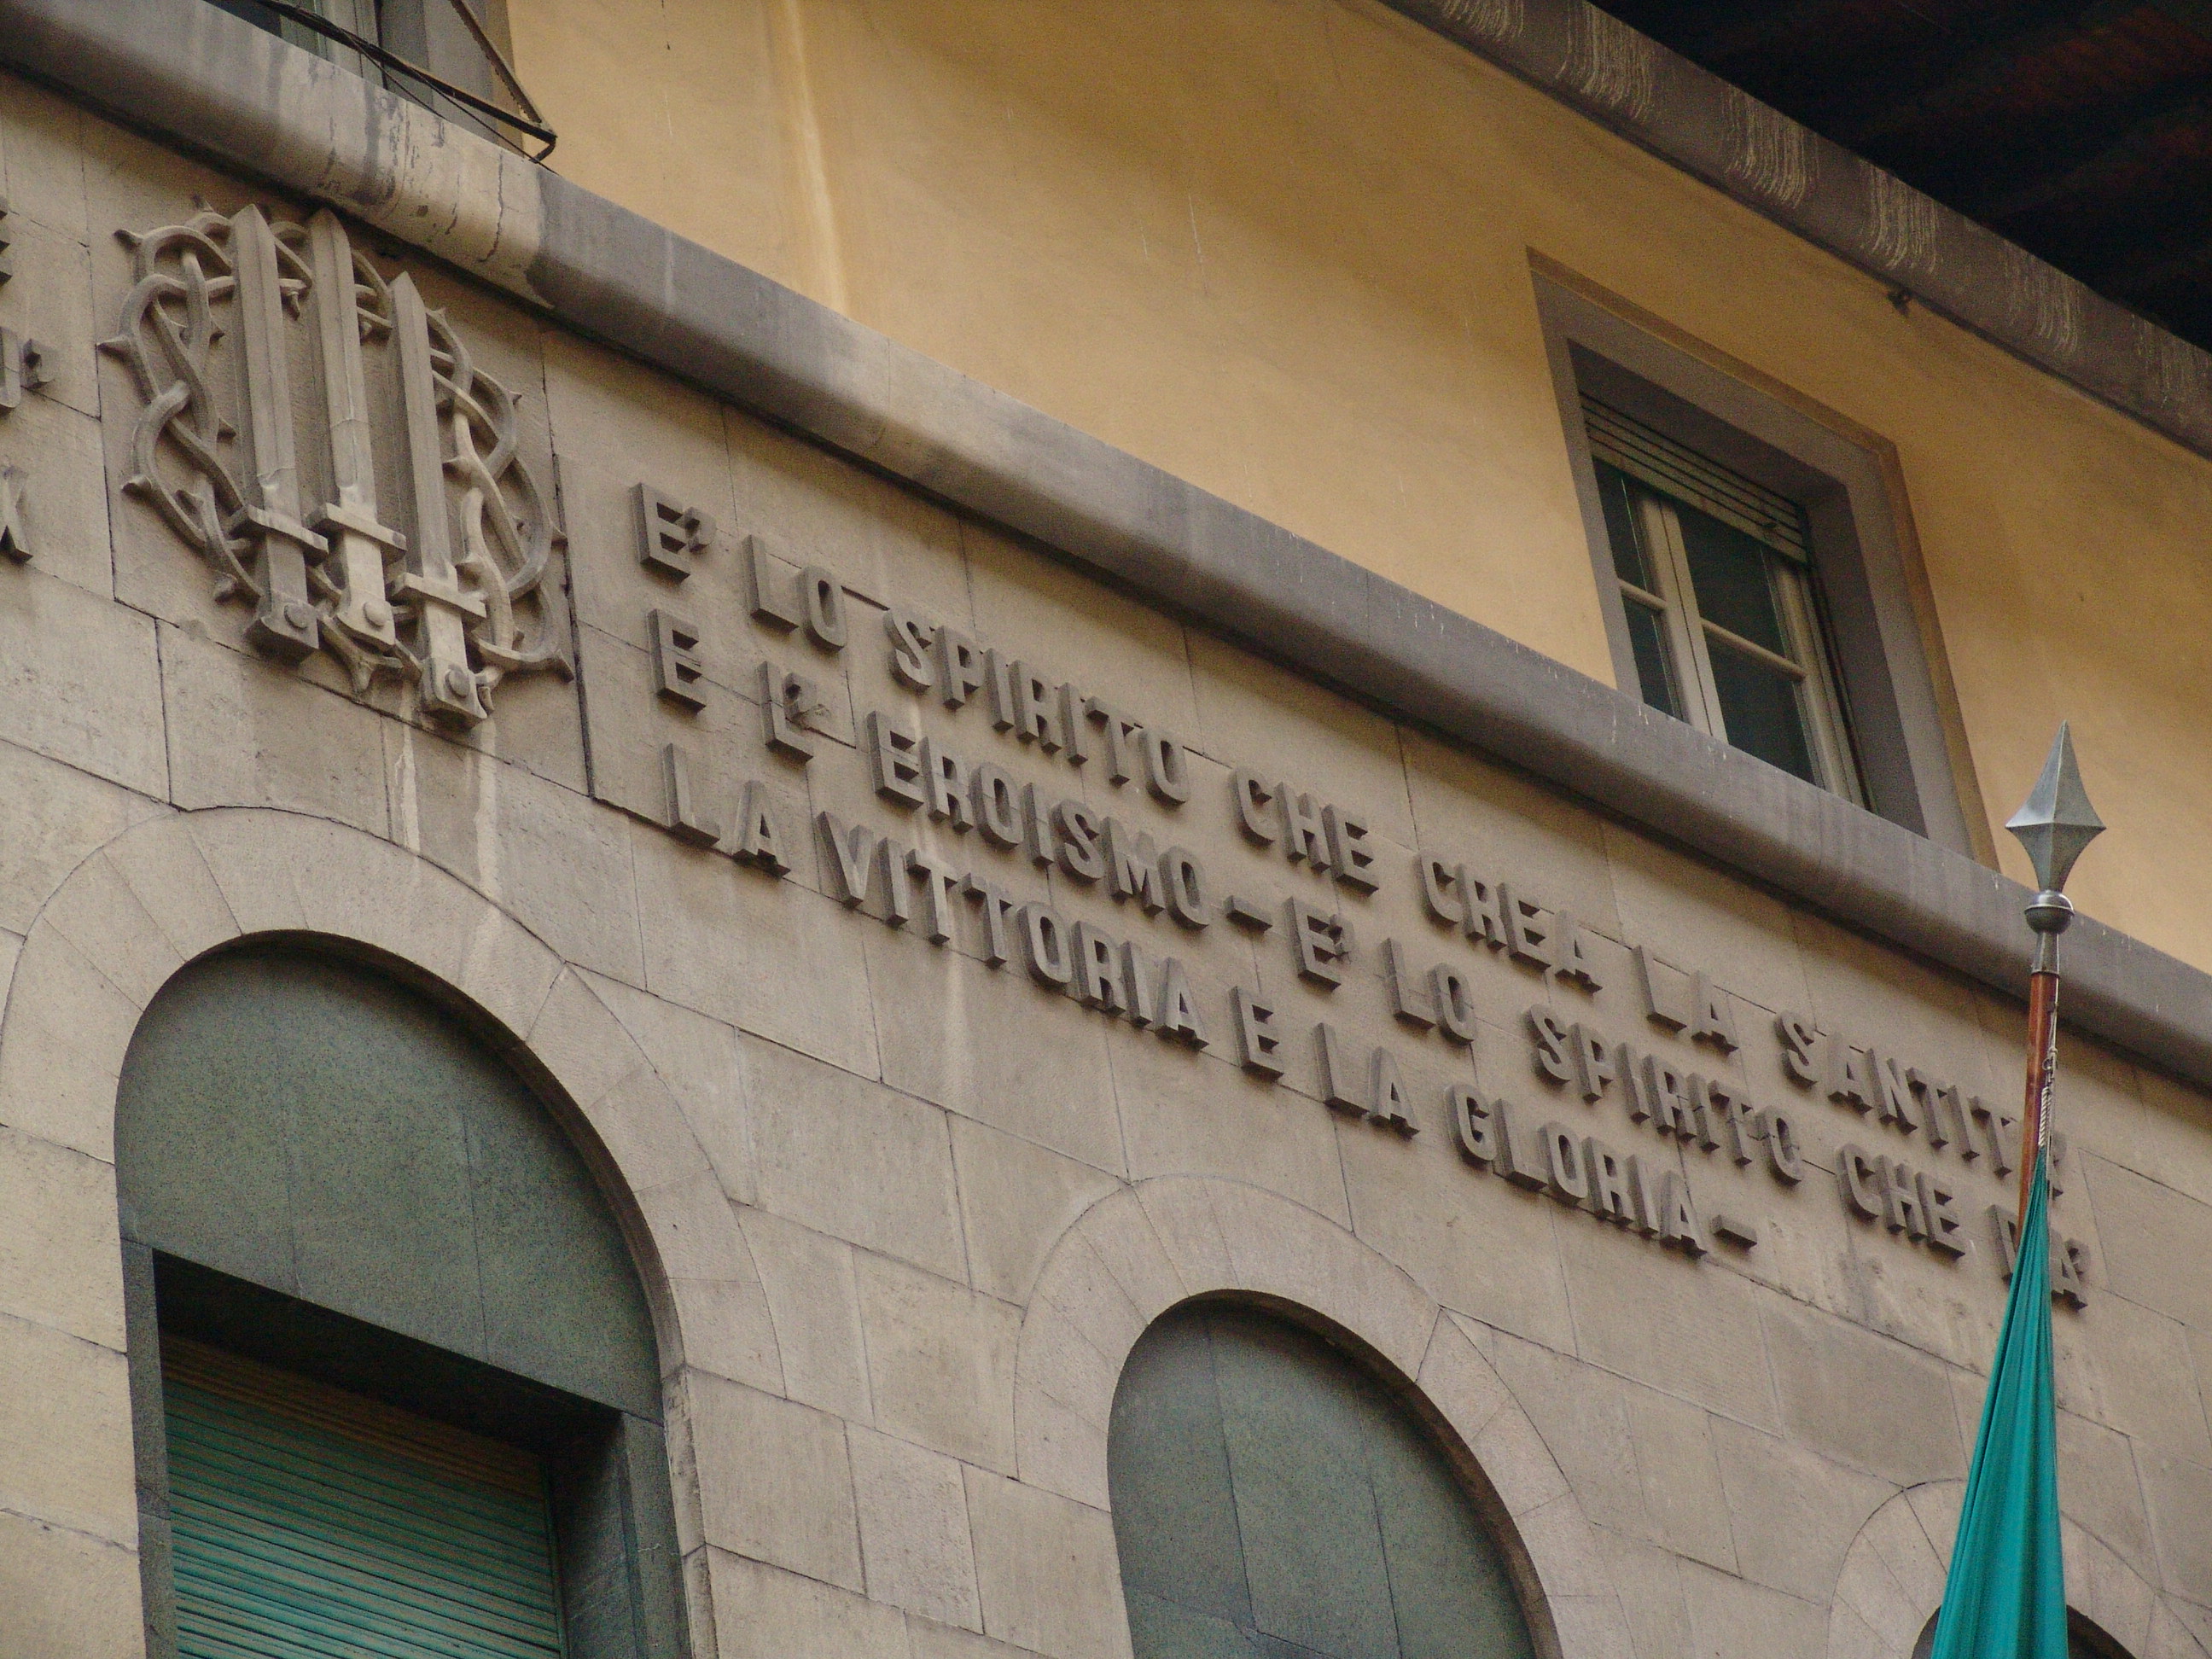 E' LO SPIRITO CHE CREA LA SANTITA'
E L' EROISMO - E' LO SPIRITO CHE DA'
LA VITTORIA E LA GLORIA -